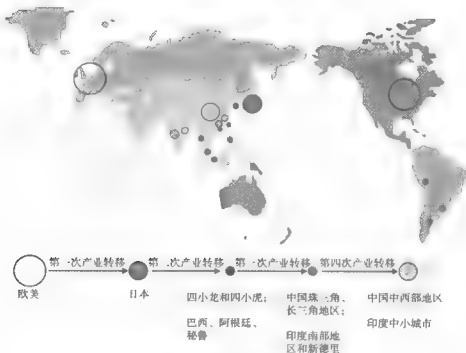 第一次产业转移 第二次产业转移 第三次产业转移 第四次产业转移
欧美 日本
四小龙和四小虎; 中国珠三角、 中国中西部地区
长三角地区;
巴西、阿根廷、 印度中小城市
秘鲁 印度南部地
区和新德里